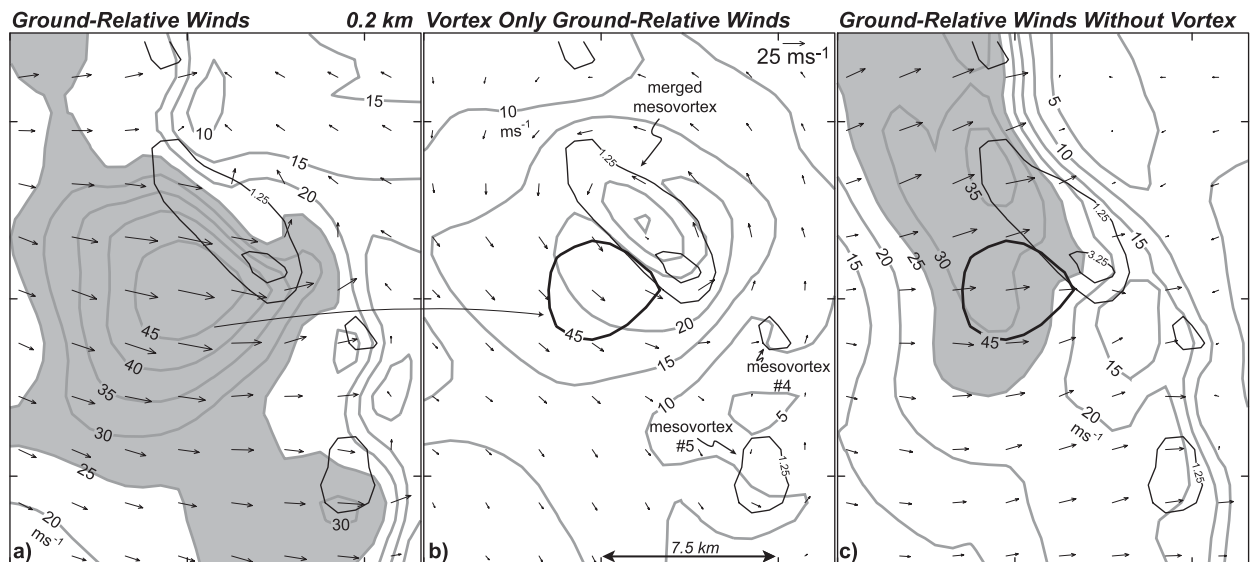 Ground-Relative Winds 0.2 km
Vortex Only Ground-Relative Winds
Ground-Relative Winds Without Vortex
15
10
15
20
1.25
45
40
35
30
25
20
ms-1
30
a)
25 ms-1
merged
mesovortex
10
ms-1
1.25
45
20
15
10
mesovortex
#4
5
mesovortex
#5
1.25
7.5 km
b)
5
10
35
1.25
15
3.25
15
20
25
30
45
15
20
ms-1
1.25
c)